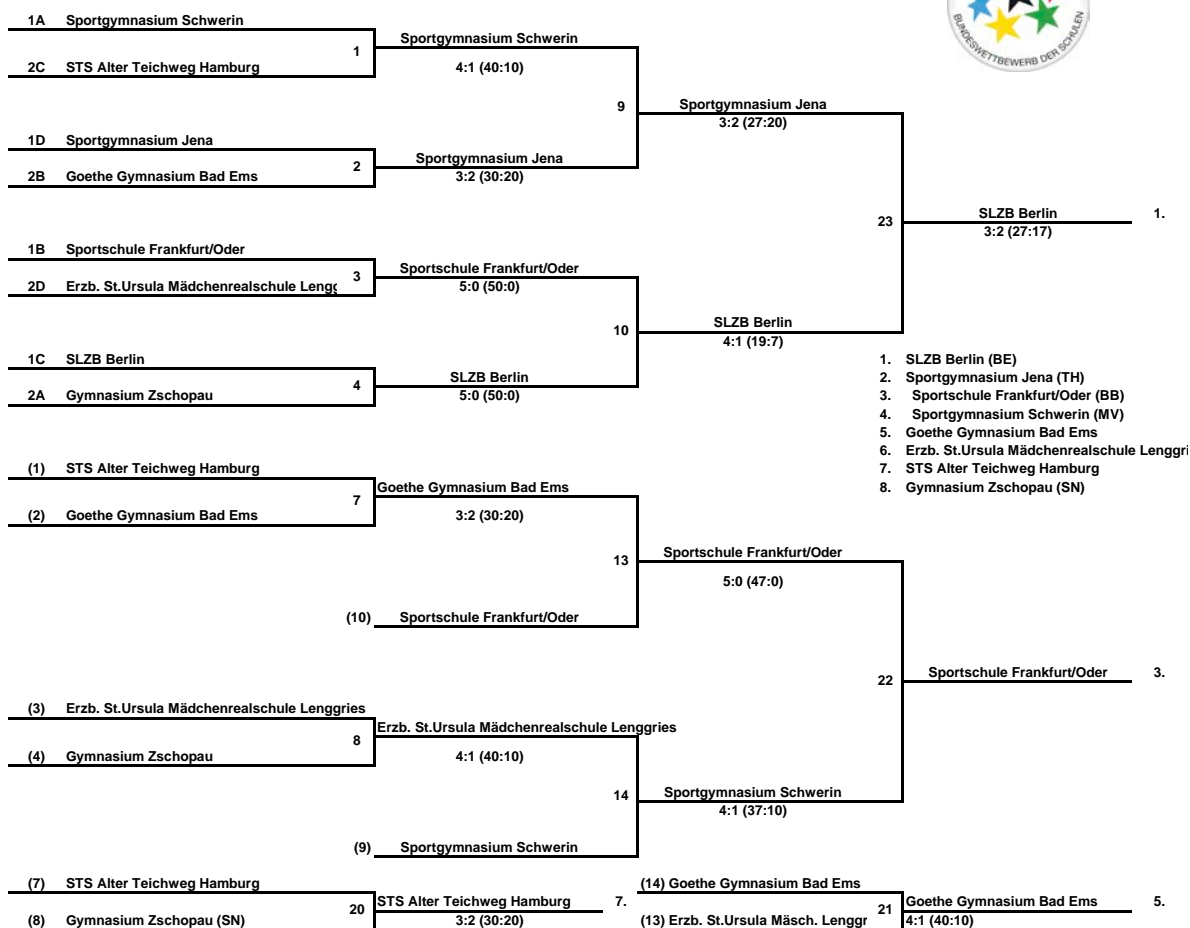 BUNDESWETTBEWERB DER SCHULEN
1A Sportgymnasium Schwerin
Sportgymnasium Schwerin
1
2C STS Alter Teichweg Hamburg
4:1 (40:10)
9
Sportgymnasium Jena
3:2 (27:20)
1D Sportgymnasium Jena
Sportgymnasium Jena
2
2B Goethe Gymnasium Bad Ems
3:2 (30:20)
23
SLZB Berlin 1.
3:2 (27:17)
1B Sportschule Frankfurt/Oder
Sportschule Frankfurt/Oder
3
2D Erzb. St.Ursula Mädchenrealschule Lengg
5:0 (50:0)
10
SLZB Berlin
4:1 (19:7)
1C SLZB Berlin
SLZB Berlin
4
2A Gymnasium Zschopau
5:0 (50:0)
1. SLZB Berlin (BE)
2. Sportgymnasium Jena (TH)
3. Sportschule Frankfurt/Oder (BB)
4. Sportgymnasium Schwerin (MV)
5. Goethe Gymnasium Bad Ems
6. Erzb. St.Ursula Mädchenrealschule Lenggri
7. STS Alter Teichweg Hamburg
8. Gymnasium Zschopau (SN)
(1) STS Alter Teichweg Hamburg
Goethe Gymnasium Bad Ems
7
(2) Goethe Gymnasium Bad Ems
3:2 (30:20)
13
Sportschule Frankfurt/Oder
5:0 (47:0)
(10) Sportschule Frankfurt/Oder
22
Sportschule Frankfurt/Oder 3.
(3) Erzb. St.Ursula Mädchenrealschule Lenggries
Erzb. St.Ursula Mädchenrealschule Lenggries
8
(4) Gymnasium Zschopau
4:1 (40:10)
14
Sportgymnasium Schwerin
4:1 (37:10)
(9) Sportgymnasium Schwerin
(7) STS Alter Teichweg Hamburg
20
STS Alter Teichweg Hamburg 7.
(8) Gymnasium Zschopau (SN)
3:2 (30:20)
(14) Goethe Gymnasium Bad Ems
21
Goethe Gymnasium Bad Ems 5.
(13) Erzb. St.Ursula Mäsch. Lenggr
4:1 (40:10)